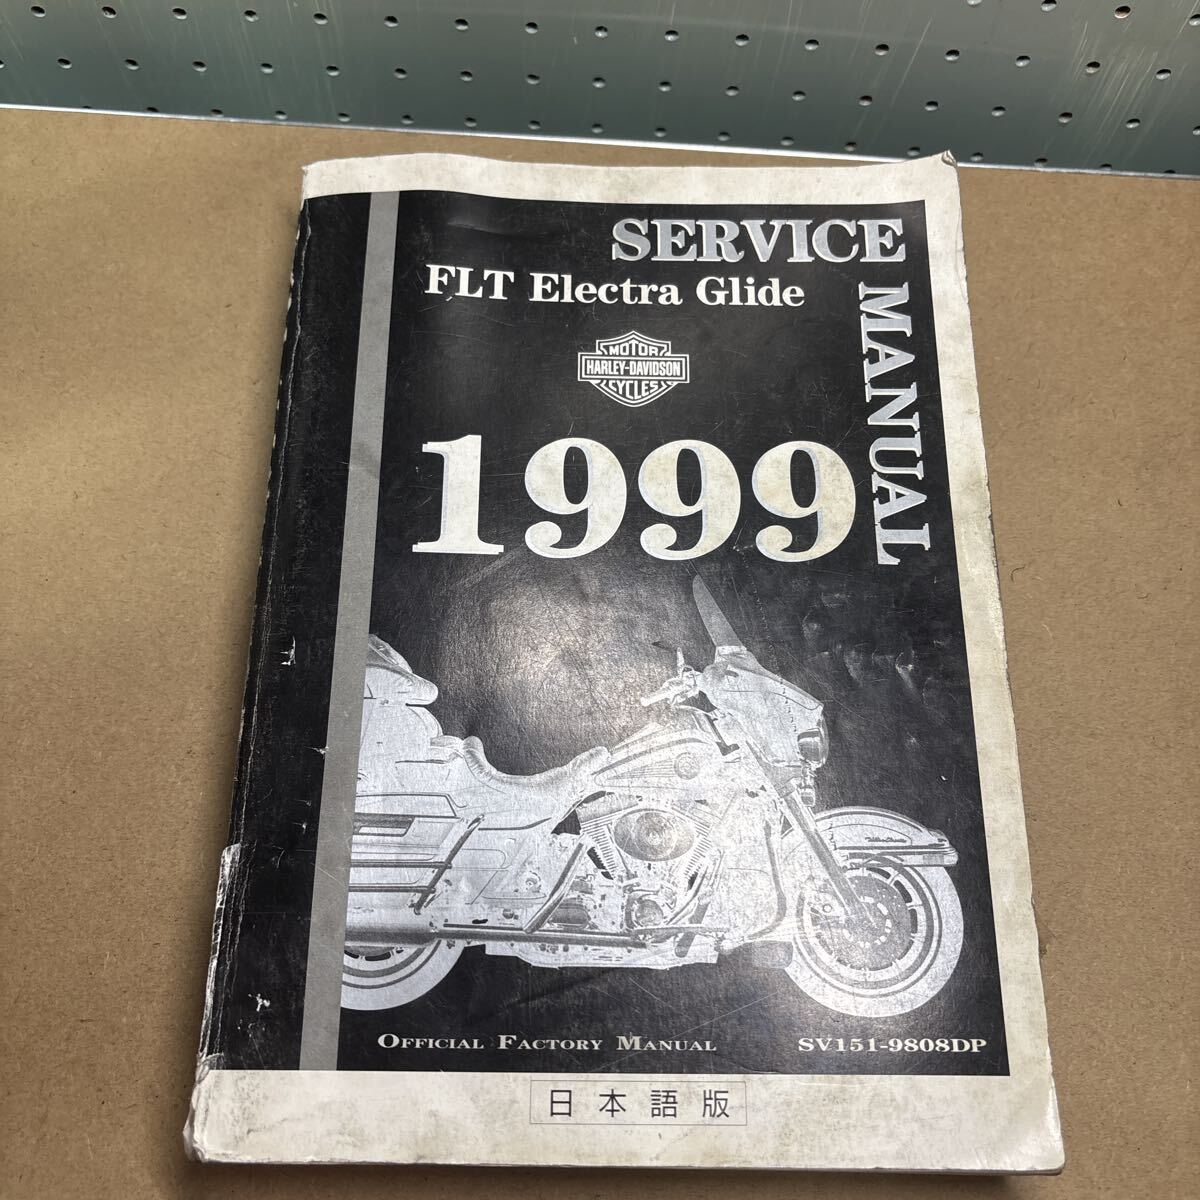 SERVICE
MANUAL
FLT Electra Glide
MOTOR
HARLEY-DAVIDSON
CYCLES
1999
OFFICIAL FACTORY MANUAL
SV151-9808DP
日本語版